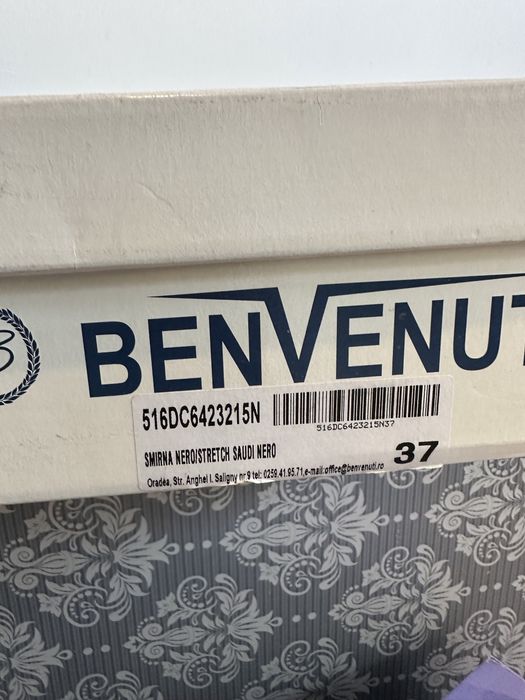 B
BENVENUT
516DC6423215N
516DC6423215N37
SMIRNA NERO/STRETCH SAUDI NERO
37
Oradea, Str. Anghel I. Saligny nr.9 tel: 0259.41.95.71,e-mail:office@benvenuti.ro